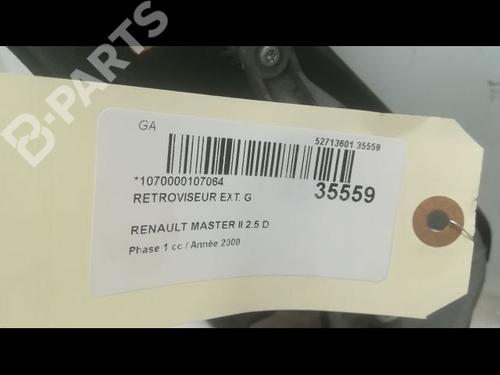 B-PARTS
GA
52713601 35559
*1070000107064
35559
RETROVISEUR EXT. G
RENAULT MASTER II 2.5 D
Phase 1 cc / Année 2000